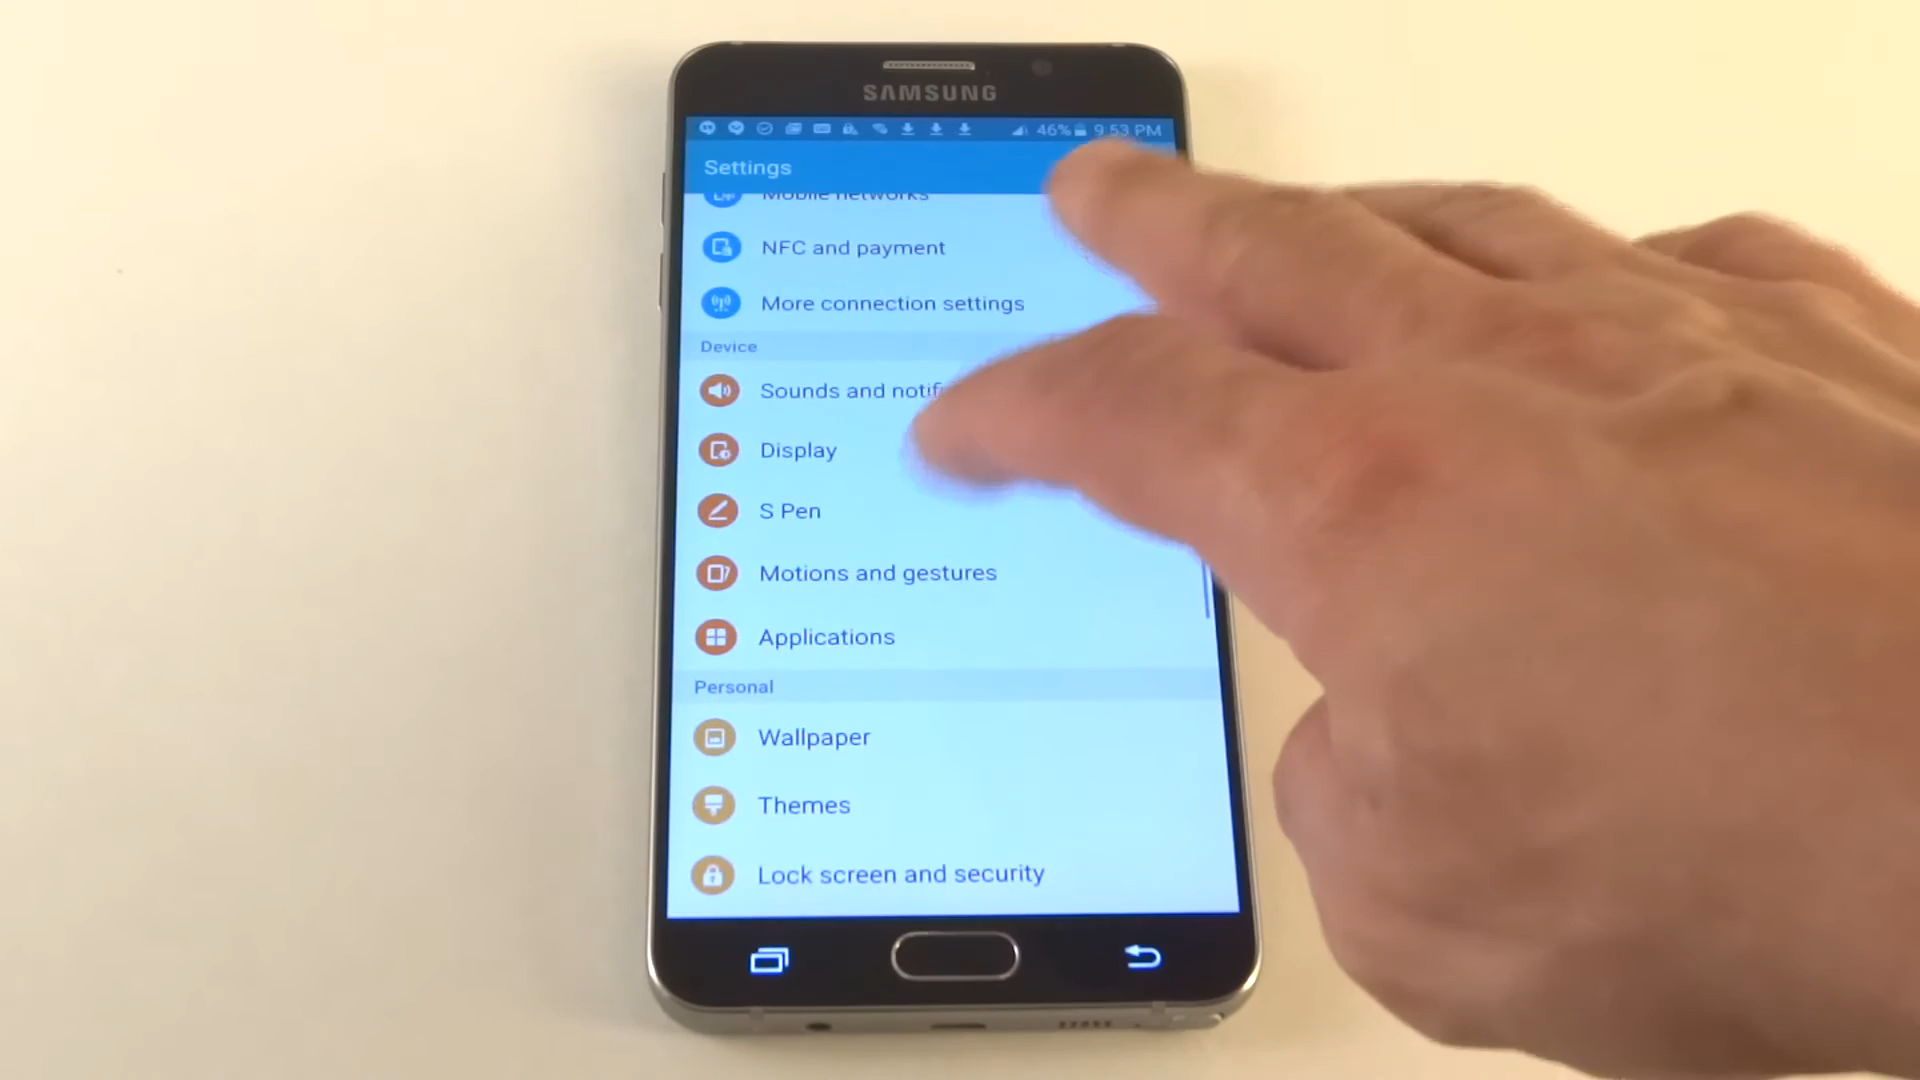 SAMSUNG
46% 9:53 PM
Settings
Mobile networks
NFC and payment
More connection settings
Device
Sounds and notif
Display
S Pen
Motions and gestures
Applications
Personal
Wallpaper
Themes
Lock screen and security